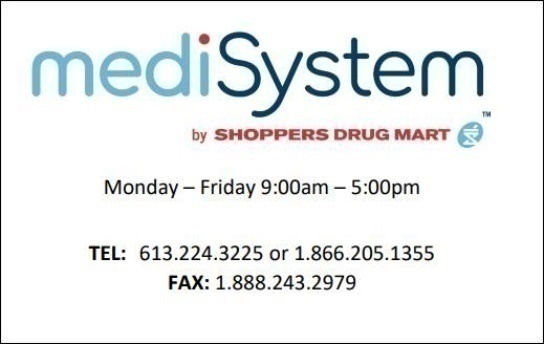 mediSystem
™
by SHOPPERS DRUG MART
Monday – Friday 9:00am – 5:00pm
TEL: 613.224.3225 or 1.866.205.1355
FAX: 1.888.243.2979